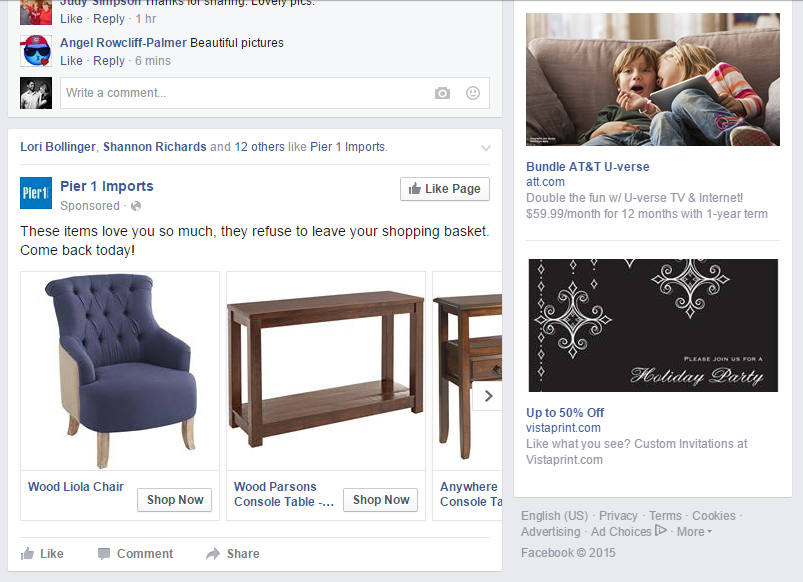 Judy Simpson Thanks for sharing. Lovely pics.
Like · Reply · 1 hr
Angel Rowcliff-Palmer Beautiful pictures
Like · Reply · 6 mins
Write a comment...
Lori Bollinger, Shannon Richards and 12 others like Pier 1 Imports.
Pier1
Pier 1 Imports
Sponsored ·
Like Page
These items love you so much, they refuse to leave your shopping basket.
Come back today!
Wood Liola Chair
Shop Now
Wood Parsons
Console Table -...
Shop Now
Anywhere
Console Ta
Like
Comment
Share
Bundle AT&T U-verse
att.com
Double the fun w/ U-verse TV & Internet!
$59.99/month for 12 months with 1-year term
PLEASE JOIN US FOR A
Holiday Party
Up to 50% Off
vistaprint.com
Like what you see? Custom Invitations at
Vistaprint.com
English (US) · Privacy · Terms · Cookies ·
Advertising · Ad Choices · More
Facebook © 2015